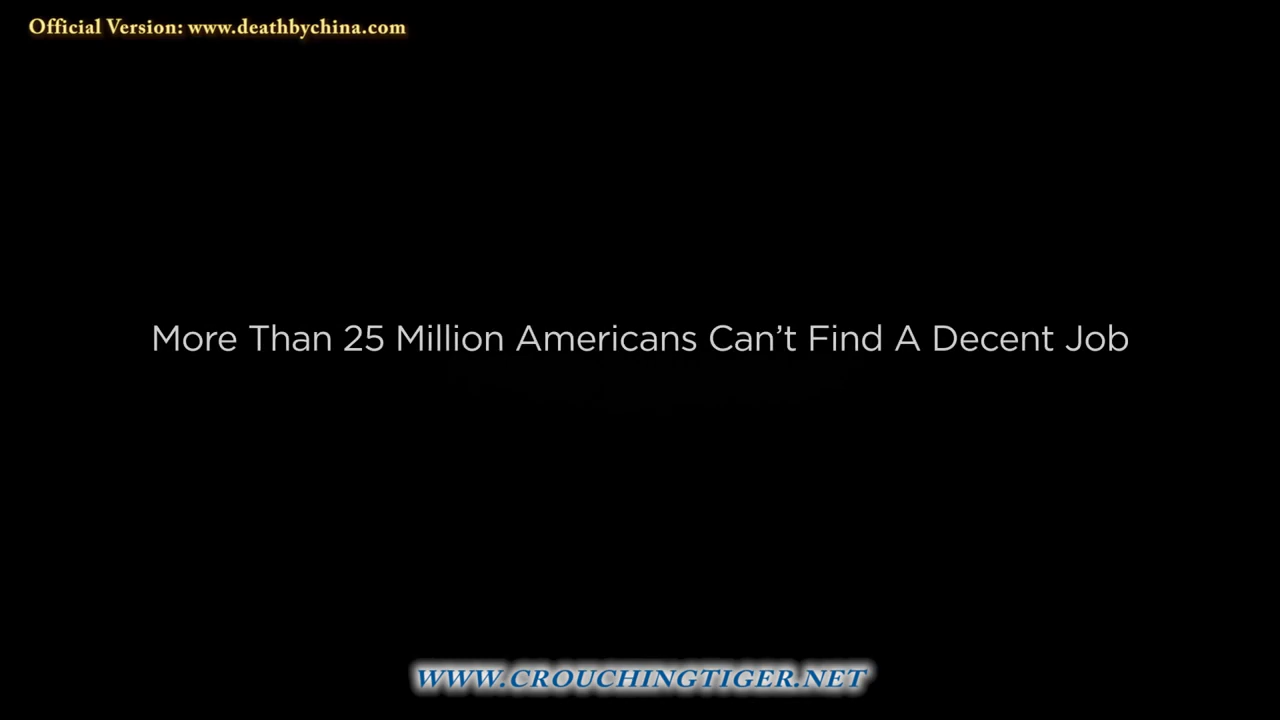 Official Version: www.deathbychina.com
More Than 25 Million Americans Can’t Find A Decent Job
WWW.CROUCHINGTIGER.NET